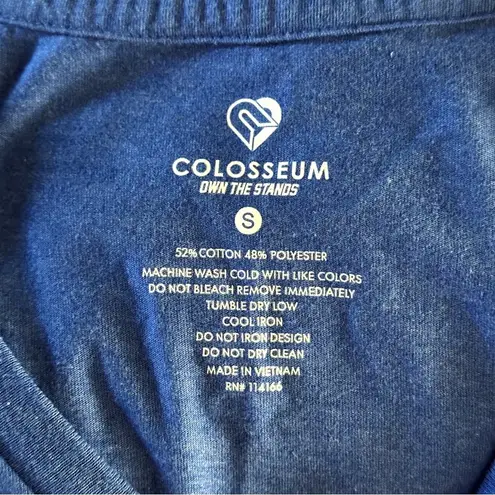 COLOSSEUM
OWN THE STANDS
S
52% COTTON 48% POLYESTER
MACHINE WASH COLD WITH LIKE COLORS
DO NOT BLEACH REMOVE IMMEDIATELY
TUMBLE DRY LOW
COOL IRON
DO NOT IRON DESIGN
DO NOT DRY CLEAN
MADE IN VIETNAM
RN# 114166